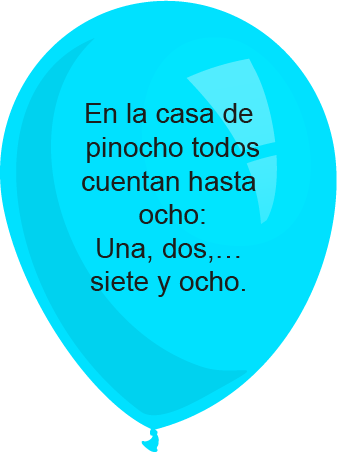 En la casa de
pinocho todos
cuentan hasta
ocho:
Una, dos,…
siete y ocho.